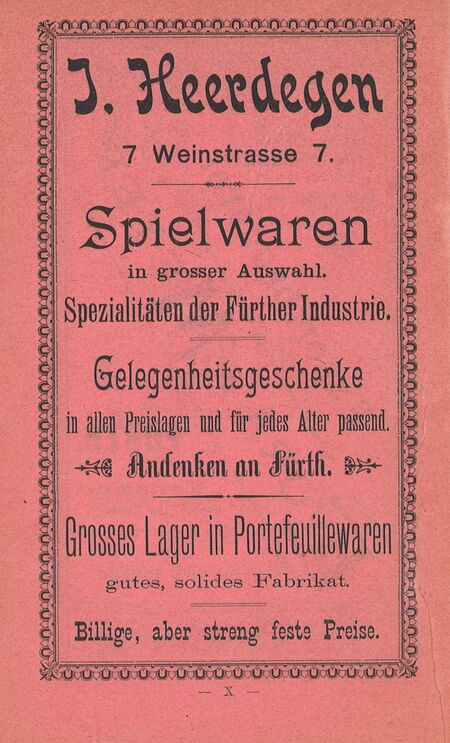 J. Heerdegen
7 Weinstrasse 7.
Spielwaren
in grosser Auswahl.
Spezialitäten der Fürther Industrie.
Gelegenheitsgeschenke
in allen Preislagen und für jedes Alter passend.
Andenken an Fürth.
Grosses Lager in Portefeuillewaren
gutes, solides Fabrikat.
Billige, aber streng feste Preise.
— X —